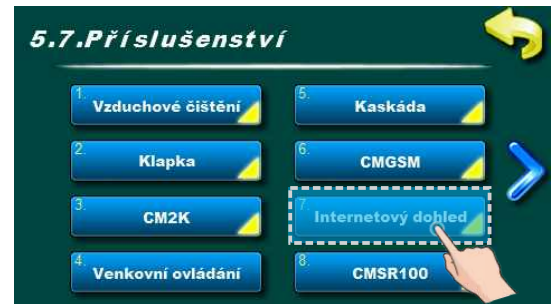 5.7.Příslušenství
1. Vzduchové čištění
2. Klapka
3. CM2K
4. Venkovní ovládání
5. Kaskáda
6. CMGSM
7. Internetový dohled
8. CMSR100